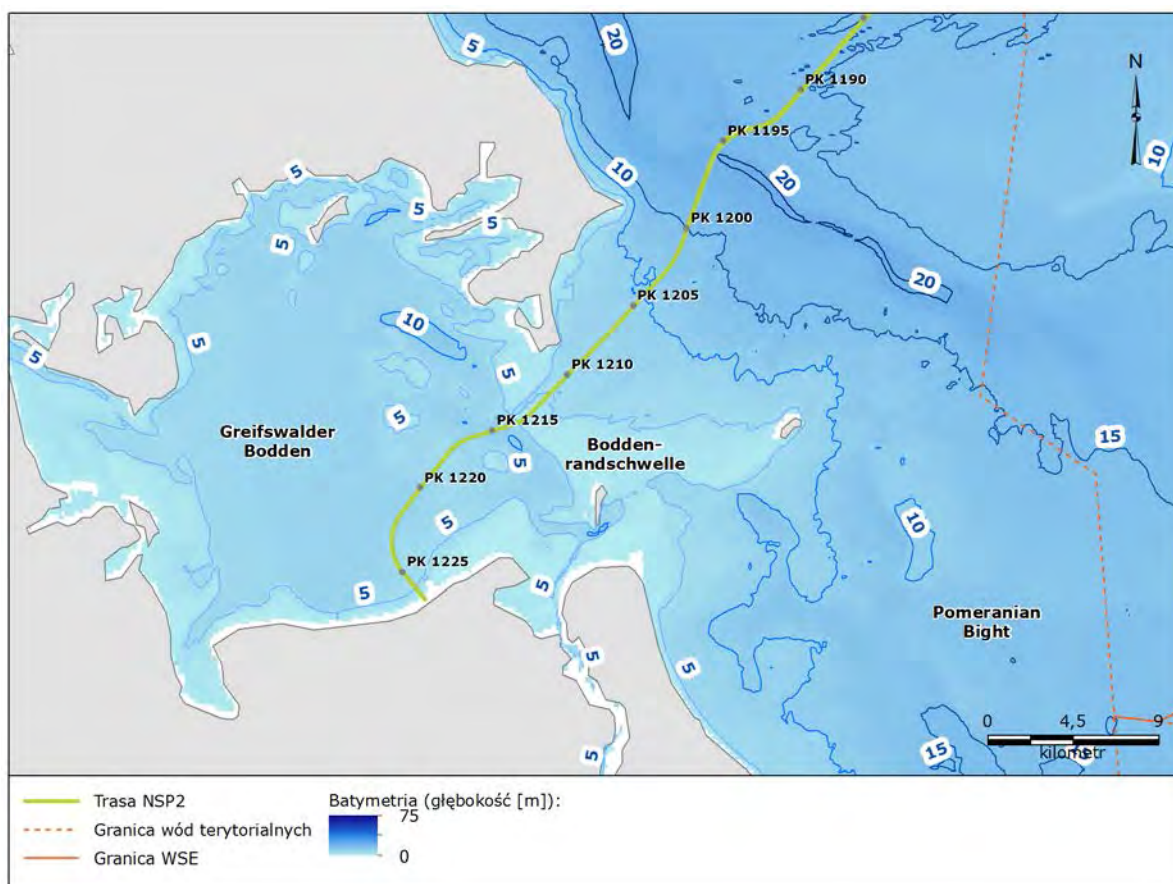 5
20
N
PK 1190
PK 1195
10
5
10
20
5
5
5
5
PK 1200
20
PK 1205
10
5
5
PK 1210
5
5
PK 1215
15
Greifswalder
Bodden
Bodden-
randschwelle
5
PK 1220
5
10
PK 1225
5
5
Pomeranian
Bight
5
5
0
4,5
9
15
kilometr
5
Trasa NSP2
Granica wód terytorialnych
Granica WSE
Batymetria (głębokość [m]):
75
0